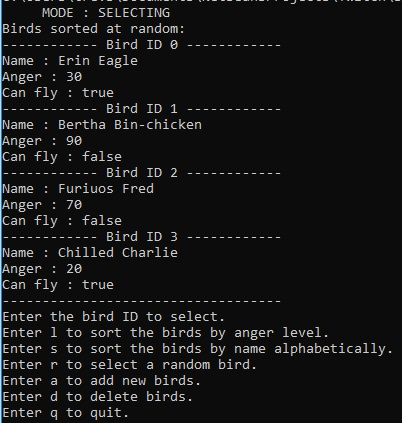 MODE : SELECTING
Birds sorted at random:
------------ Bird ID 0 ------------
Name : Erin Eagle
Anger : 30
Can fly : true
------------ Bird ID 1 ------------
Name : Bertha Bin-chicken
Anger : 90
Can fly : false
------------ Bird ID 2 ------------
Name : Furiuos Fred
Anger : 70
Can fly : false
------------ Bird ID 3 ------------
Name : Chilled Charlie
Anger : 20
Can fly : true
-----------------------------------
Enter the bird ID to select.
Enter l to sort the birds by anger level.
Enter s to sort the birds by name alphabetically.
Enter r to select a random bird.
Enter a to add new birds.
Enter d to delete birds.
Enter q to quit.